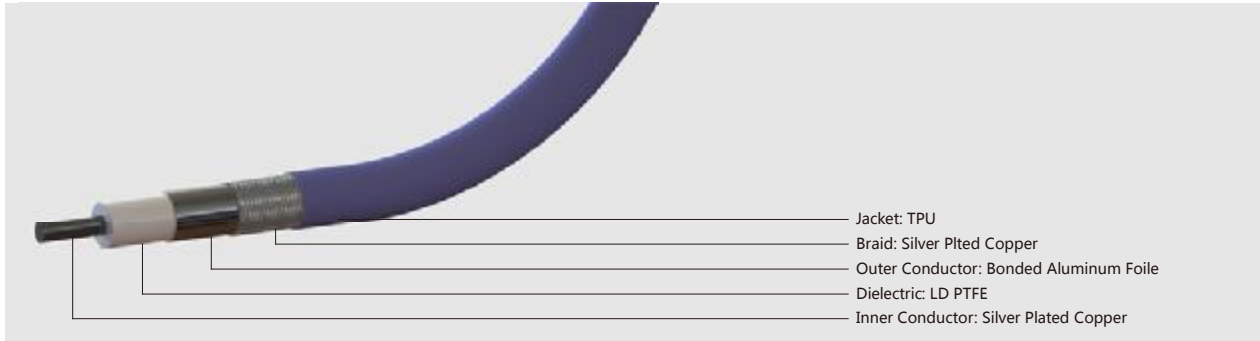 Jacket: TPU
Braid: Silver Plted Copper
Outer Conductor: Bonded Aluminum Foile
Dielectric: LD PTFE
Inner Conductor: Silver Plated Copper